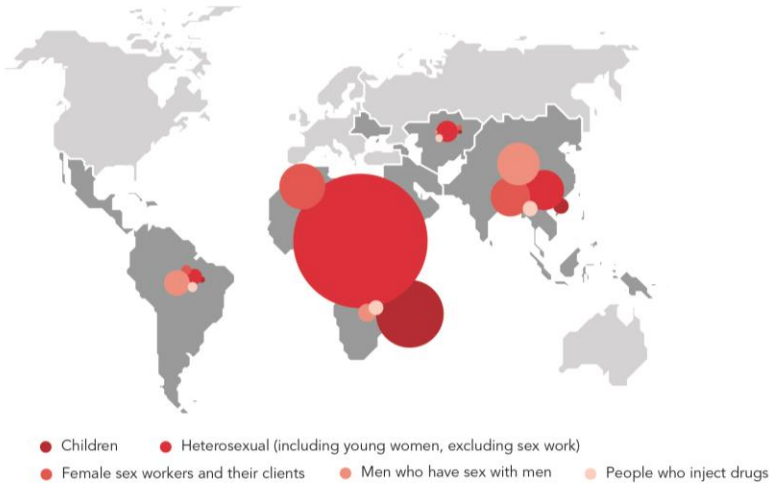 Children Heterosexual (including young women, excluding sex work)
Female sex workers and their clients Men who have sex with men People who inject drugs